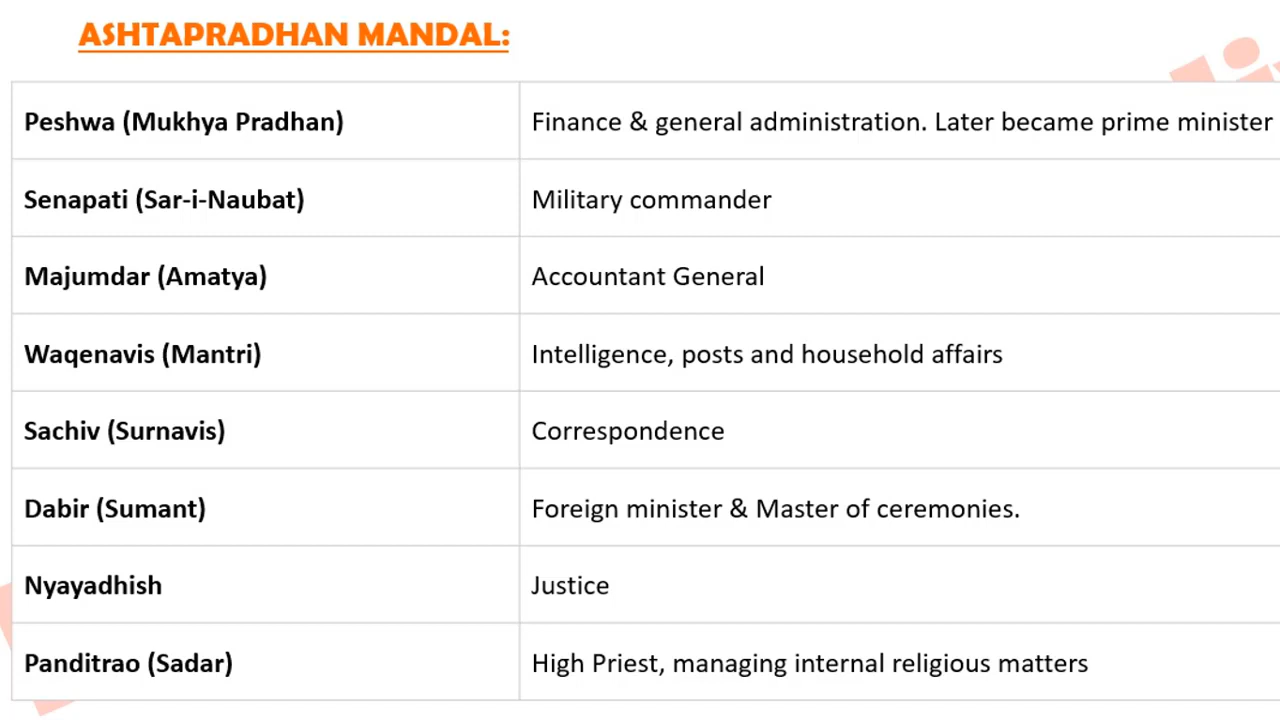 ASHTAPRADHAN MANDAL:
Peshwa (Mukhya Pradhan) Finance & general administration. Later became prime minister
Senapati (Sar-i-Naubat) Military commander
Majumdar (Amatya) Accountant General
Waqenavis (Mantri) Intelligence, posts and household affairs
Sachiv (Surnavis) Correspondence
Dabir (Sumant) Foreign minister & Master of ceremonies.
Nyayadhish Justice
Panditrao (Sadar) High Priest, managing internal religious matters